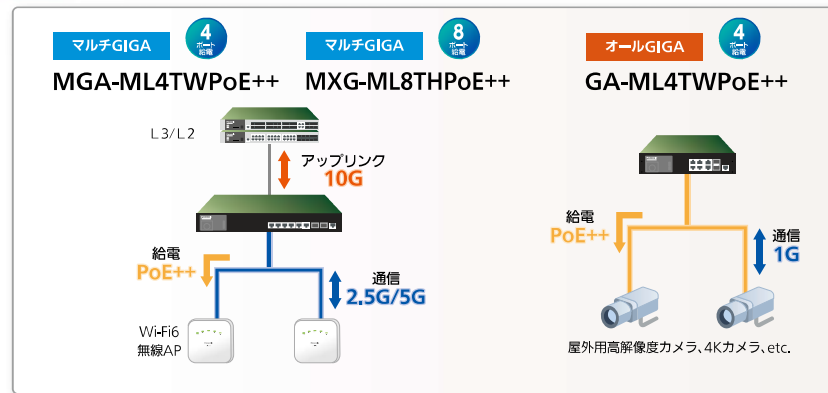 マルチGIGA
4
ポート
給電
MGA-ML4TWPoE++
マルチGIGA
8
ポート
給電
MXG-ML8THPoE++
L3/L2
アップリンク
10G
給電
PoE++
通信
2.5G/5G
Wi-Fi6
無線AP
オールGIGA
4
ポート
給電
GA-ML4TWPoE++
給電
PoE++
通信
1G
屋外用高解像度カメラ、4Kカメラ、etc.